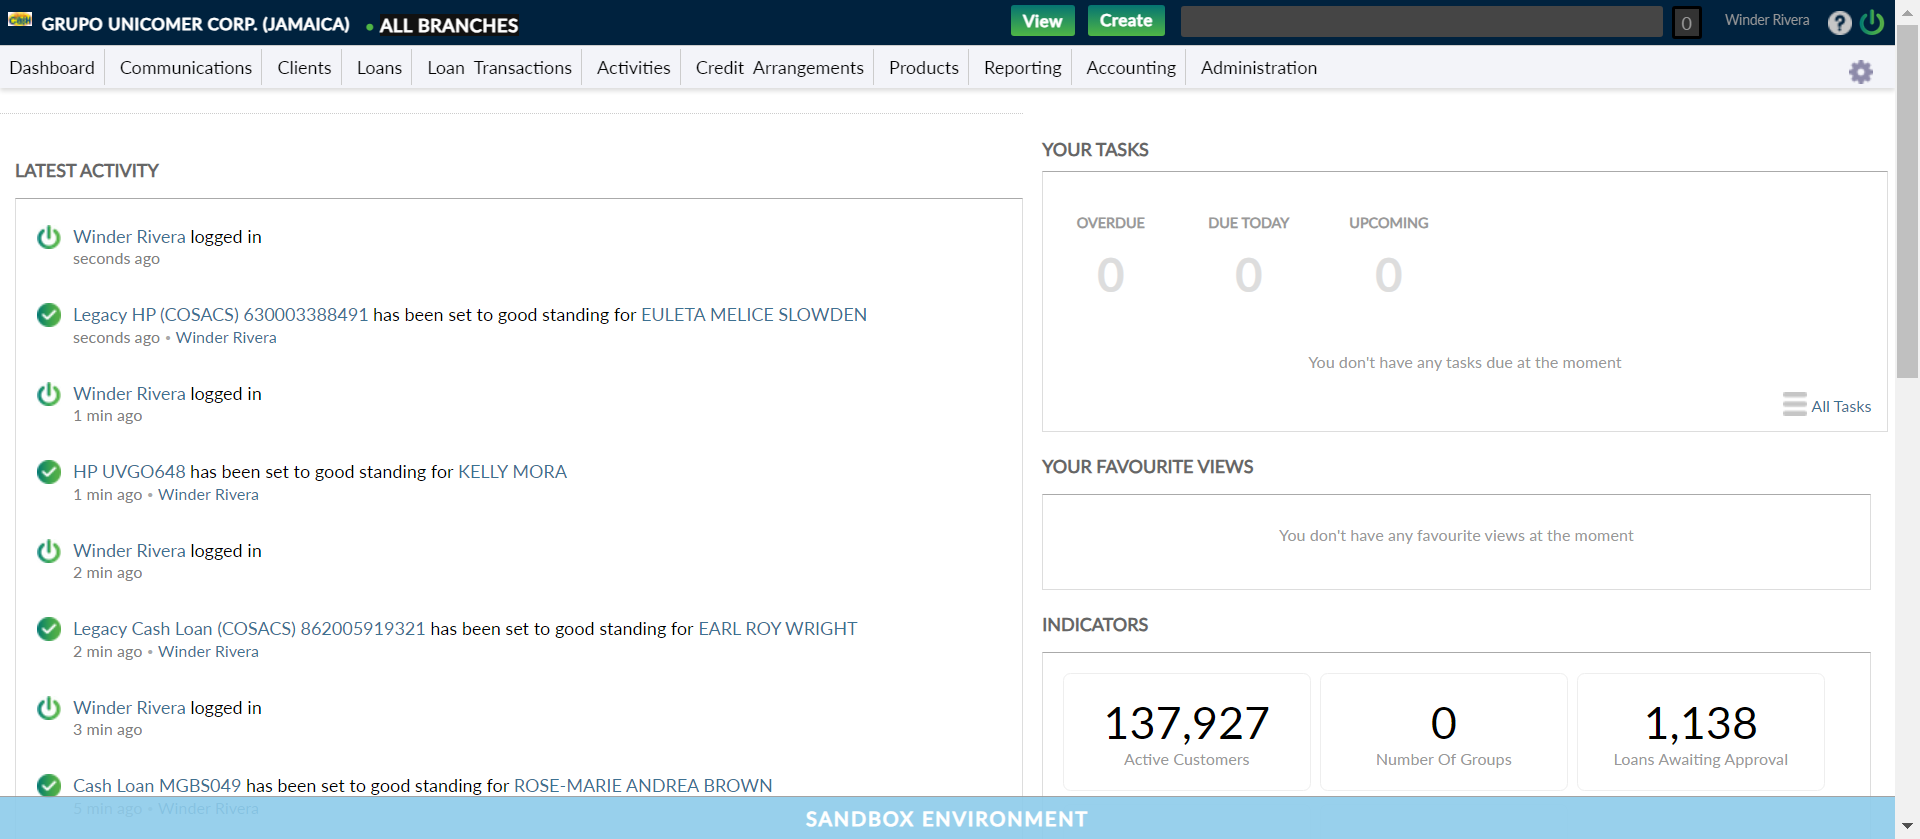 Cash
GRUPO UNICOMER CORP. (JAMAICA) • ALL BRANCHES
View Create 0 Winder Rivera ?
Dashboard Communications Clients Loans Loan Transactions Activities Credit Arrangements Products Reporting Accounting Administration
LATEST ACTIVITY
Winder Rivera logged in
seconds ago
Legacy HP (COSACS) 630003388491 has been set to good standing for EULETA MELICE SLOWDEN
seconds ago • Winder Rivera
Winder Rivera logged in
1 min ago
HP UVGO648 has been set to good standing for KELLY MORA
1 min ago • Winder Rivera
Winder Rivera logged in
2 min ago
Legacy Cash Loan (COSACS) 862005919321 has been set to good standing for EARL ROY WRIGHT
2 min ago • Winder Rivera
Winder Rivera logged in
3 min ago
Cash Loan MGBS049 has been set to good standing for ROSE-MARIE ANDREA BROWN
5 min ago • Winder Rivera
YOUR TASKS
OVERDUE DUE TODAY UPCOMING
0 0 0
You don't have any tasks due at the moment
All Tasks
YOUR FAVOURITE VIEWS
You don't have any favourite views at the moment
INDICATORS
137,927 0 1,138
Active Customers Number Of Groups Loans Awaiting Approval
SANDBOX ENVIRONMENT